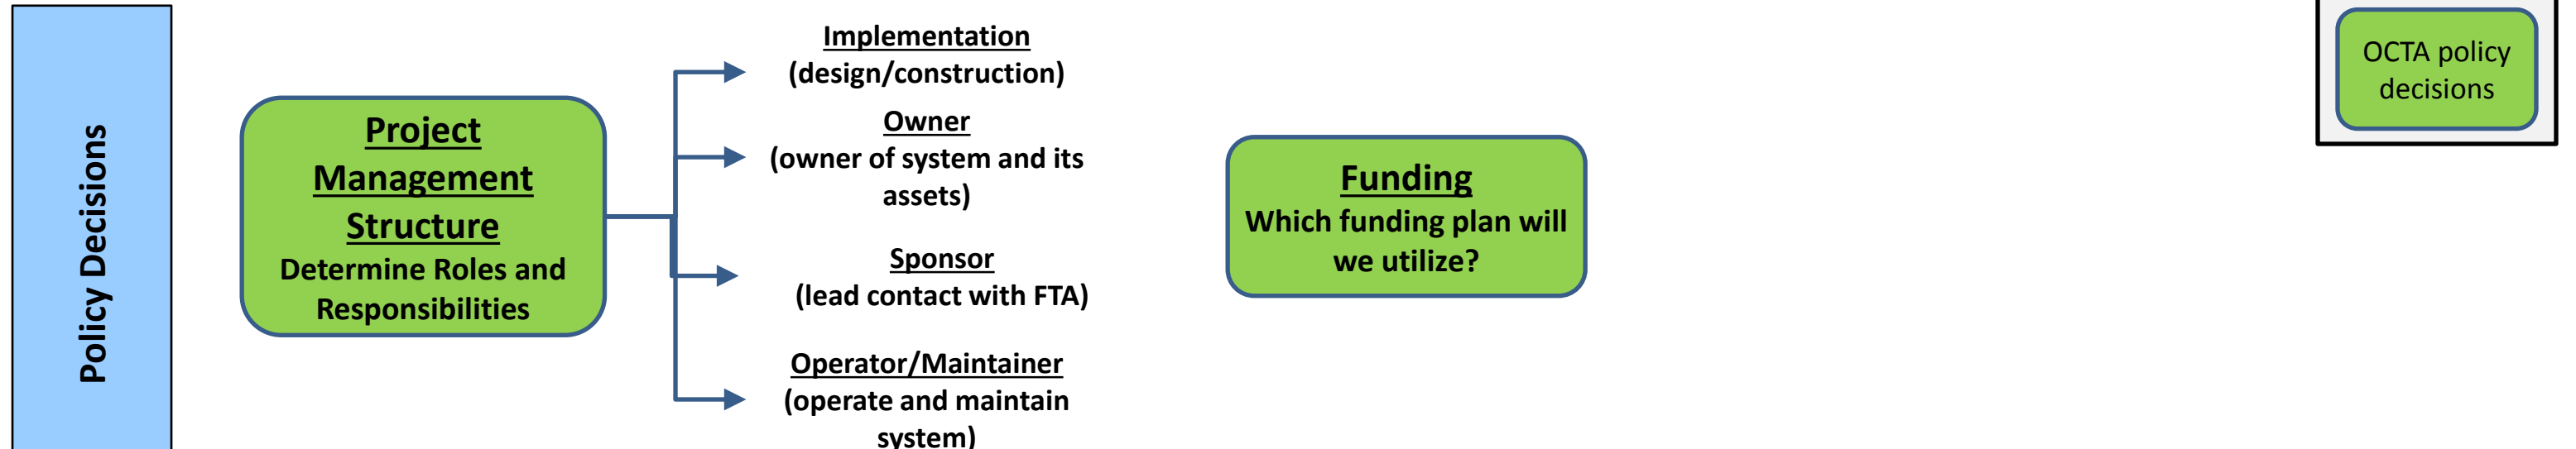 Policy Decisions
Project
Management
Structure
Determine Roles and
Responsibilities
Implementation
(design/construction)
Owner
(owner of system and its
assets)
Sponsor
(lead contact with FTA)
Operator/Maintainer
(operate and maintain
system)
Funding
Which funding plan will
we utilize?
OCTA policy
decisions